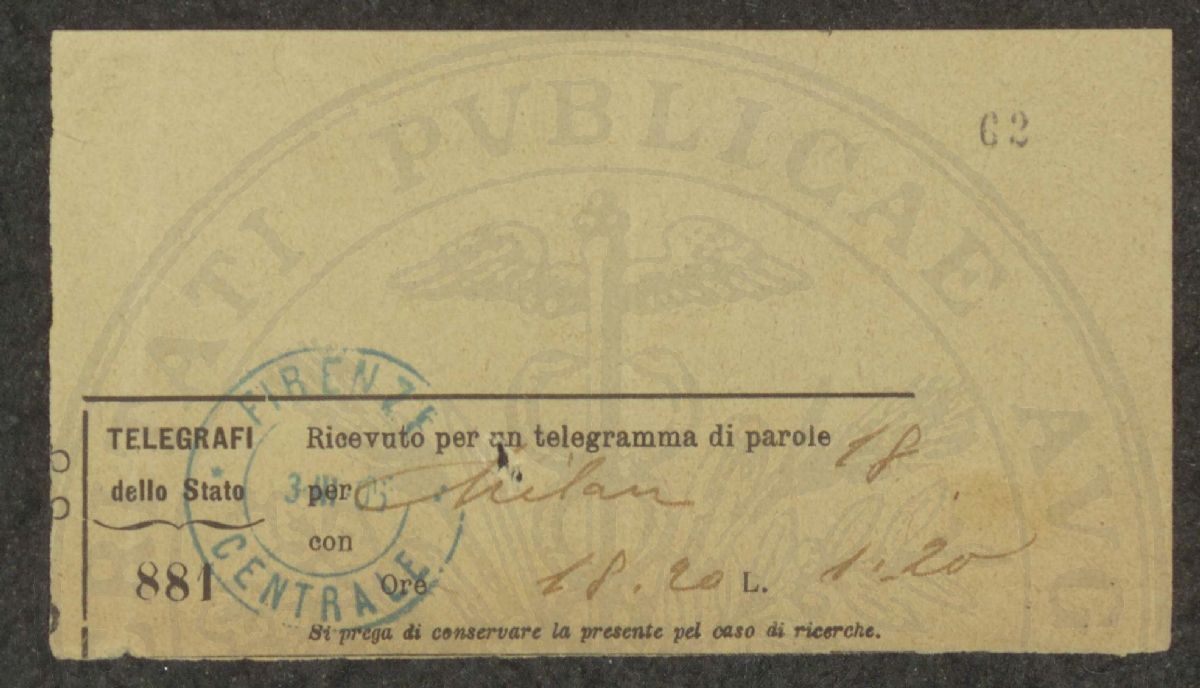 PVBLICAE
62
FIRENZE
TELEGRAFI
dello Stato
881
CENTRALE
Ricevuto per un telegramma di parole 18
per Milan
con
Ore 18.20 L. 1.20
Si prega di conservare la presente pel caso di ricerche.